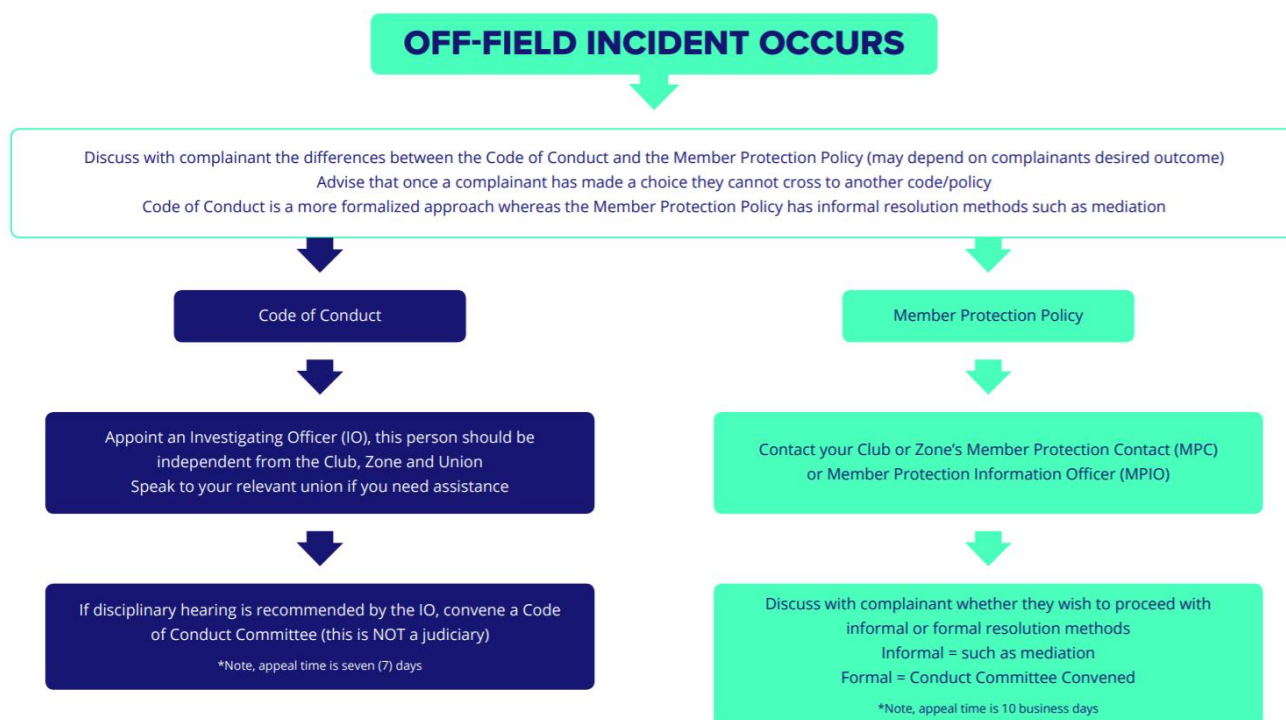 OFF-FIELD INCIDENT OCCURS
Discuss with complainant the differences between the Code of Conduct and the Member Protection Policy (may depend on complainants desired outcome)
Advise that once a complainant has made a choice they cannot cross to another code/policy
Code of Conduct is a more formalized approach whereas the Member Protection Policy has informal resolution methods such as mediation
Code of Conduct
Appoint an Investigating Officer (IO), this person should be
independent from the Club, Zone and Union
Speak to your relevant union if you need assistance
If disciplinary hearing is recommended by the IO, convene a Code
of Conduct Committee (this is NOT a judiciary)
*Note, appeal time is seven (7) days
Member Protection Policy
Contact your Club or Zone’s Member Protection Contact (MPC)
or Member Protection Information Officer (MPIO)
Discuss with complainant whether they wish to proceed with
informal or formal resolution methods
Informal = such as mediation
Formal = Conduct Committee Convened
*Note, appeal time is 10 business days